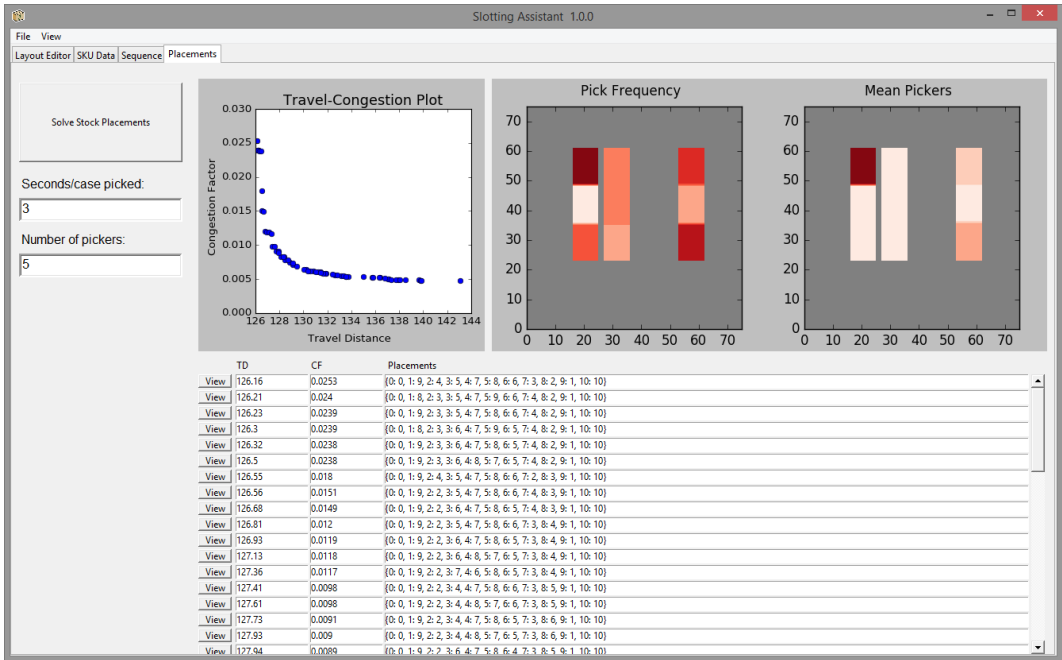 Slotting Assistant 1.0.0
File View
Layout Editor SKU Data Sequence Placements
Solve Stock Placements
Seconds/case picked:
3
Number of pickers:
5
Travel-Congestion Plot
Congestion Factor
0.030
0.025
0.020
0.015
0.010
0.005
0.000
126 128 130 132 134 136 138 140 142 144
Travel Distance
Pick Frequency
70
60
50
40
30
20
10
0
0 10 20 30 40 50 60 70
Mean Pickers
70
60
50
40
30
20
10
0
0 10 20 30 40 50 60 70
TD CF Placements
View 126.16 0.0253 {0: 0, 1: 9, 2: 4, 3: 5, 4: 7, 5: 8, 6: 6, 7: 3, 8: 2, 9: 1, 10: 10}
View 126.21 0.024 {0: 0, 1: 8, 2: 3, 3: 5, 4: 7, 5: 9, 6: 6, 7: 4, 8: 2, 9: 1, 10: 10}
View 126.23 0.0239 {0: 0, 1: 9, 2: 3, 3: 5, 4: 7, 5: 8, 6: 6, 7: 4, 8: 2, 9: 1, 10: 10}
View 126.3 0.0239 {0: 0, 1: 8, 2: 3, 3: 6, 4: 7, 5: 9, 6: 5, 7: 4, 8: 2, 9: 1, 10: 10}
View 126.32 0.0238 {0: 0, 1: 9, 2: 3, 3: 6, 4: 7, 5: 8, 6: 5, 7: 4, 8: 2, 9: 1, 10: 10}
View 126.5 0.0238 {0: 0, 1: 9, 2: 3, 3: 6, 4: 8, 5: 7, 6: 5, 7: 4, 8: 2, 9: 1, 10: 10}
View 126.55 0.018 {0: 0, 1: 9, 2: 4, 3: 5, 4: 7, 5: 8, 6: 6, 7: 2, 8: 3, 9: 1, 10: 10}
View 126.56 0.0151 {0: 0, 1: 9, 2: 2, 3: 5, 4: 7, 5: 8, 6: 6, 7: 4, 8: 3, 9: 1, 10: 10}
View 126.68 0.0149 {0: 0, 1: 9, 2: 2, 3: 6, 4: 7, 5: 8, 6: 5, 7: 4, 8: 3, 9: 1, 10: 10}
View 126.81 0.012 {0: 0, 1: 9, 2: 2, 3: 5, 4: 7, 5: 8, 6: 6, 7: 3, 8: 4, 9: 1, 10: 10}
View 126.93 0.0119 {0: 0, 1: 9, 2: 2, 3: 6, 4: 7, 5: 8, 6: 5, 7: 3, 8: 4, 9: 1, 10: 10}
View 127.13 0.0118 {0: 0, 1: 9, 2: 2, 3: 6, 4: 8, 5: 7, 6: 5, 7: 3, 8: 4, 9: 1, 10: 10}
View 127.36 0.0117 {0: 0, 1: 9, 2: 2, 3: 7, 4: 6, 5: 8, 6: 5, 7: 3, 8: 4, 9: 1, 10: 10}
View 127.41 0.0098 {0: 0, 1: 9, 2: 2, 3: 4, 4: 7, 5: 8, 6: 6, 7: 3, 8: 5, 9: 1, 10: 10}
View 127.61 0.0098 {0: 0, 1: 9, 2: 2, 3: 4, 4: 8, 5: 7, 6: 6, 7: 3, 8: 5, 9: 1, 10: 10}
View 127.73 0.0091 {0: 0, 1: 9, 2: 2, 3: 4, 4: 7, 5: 8, 6: 5, 7: 3, 8: 6, 9: 1, 10: 10}
View 127.93 0.009 {0: 0, 1: 9, 2: 2, 3: 4, 4: 8, 5: 7, 6: 5, 7: 3, 8: 6, 9: 1, 10: 10}
View 127.94 0.0089 {0: 0, 1: 9, 2: 2, 3: 6, 4: 7, 5: 8, 6: 4, 7: 3, 8: 5, 9: 1, 10: 10}